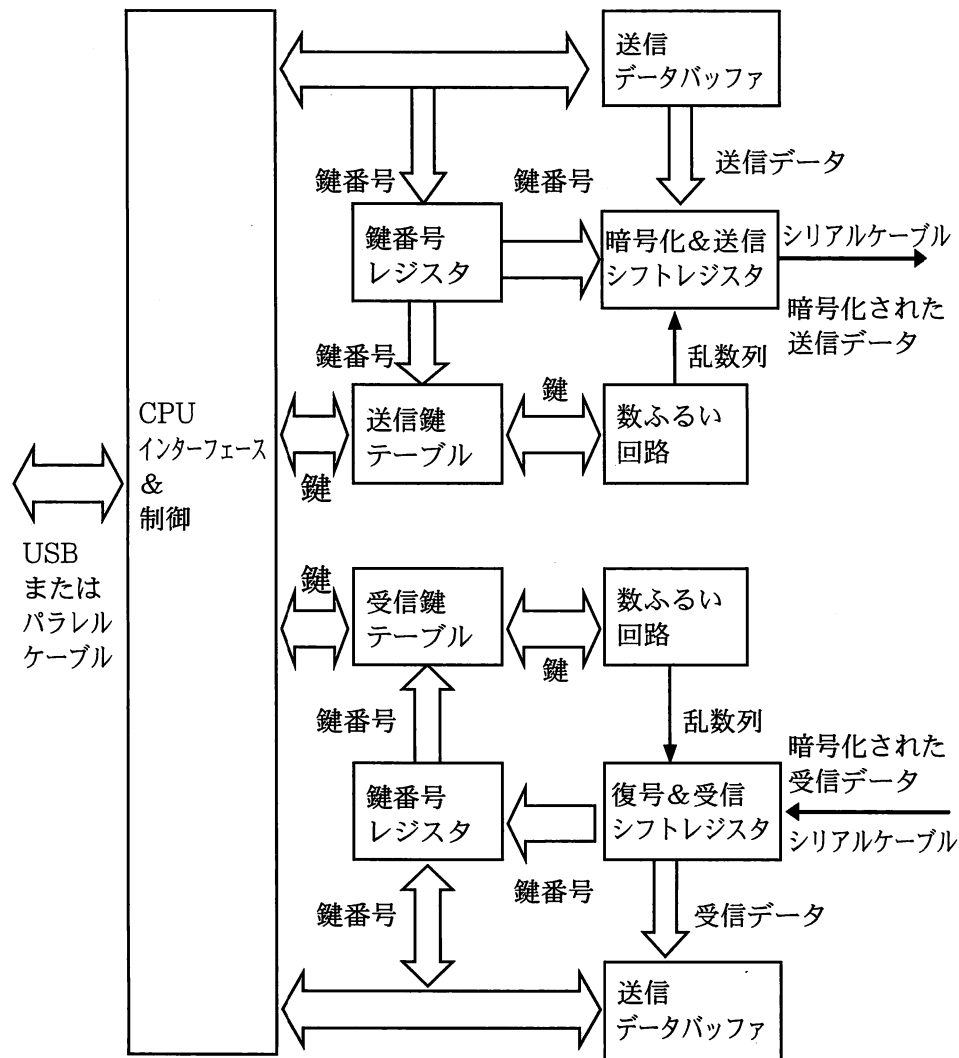 送信
データバッファ
送信データ
鍵番号
鍵番号
鍵番号
レジスタ
暗号化&送信
シフトレジスタ
シリアルケーブル
暗号化された
送信データ
鍵番号
乱数列
CPU
インターフェース
&
制御
鍵
送信鍵
テーブル
鍵
数ふるい
回路
USB
または
パラレル
ケーブル
鍵
受信鍵
テーブル
鍵
数ふるい
回路
鍵番号
乱数列
暗号化された
受信データ
鍵番号
レジスタ
復号&受信
シフトレジスタ
シリアルケーブル
鍵番号
鍵番号
受信データ
送信
データバッファ